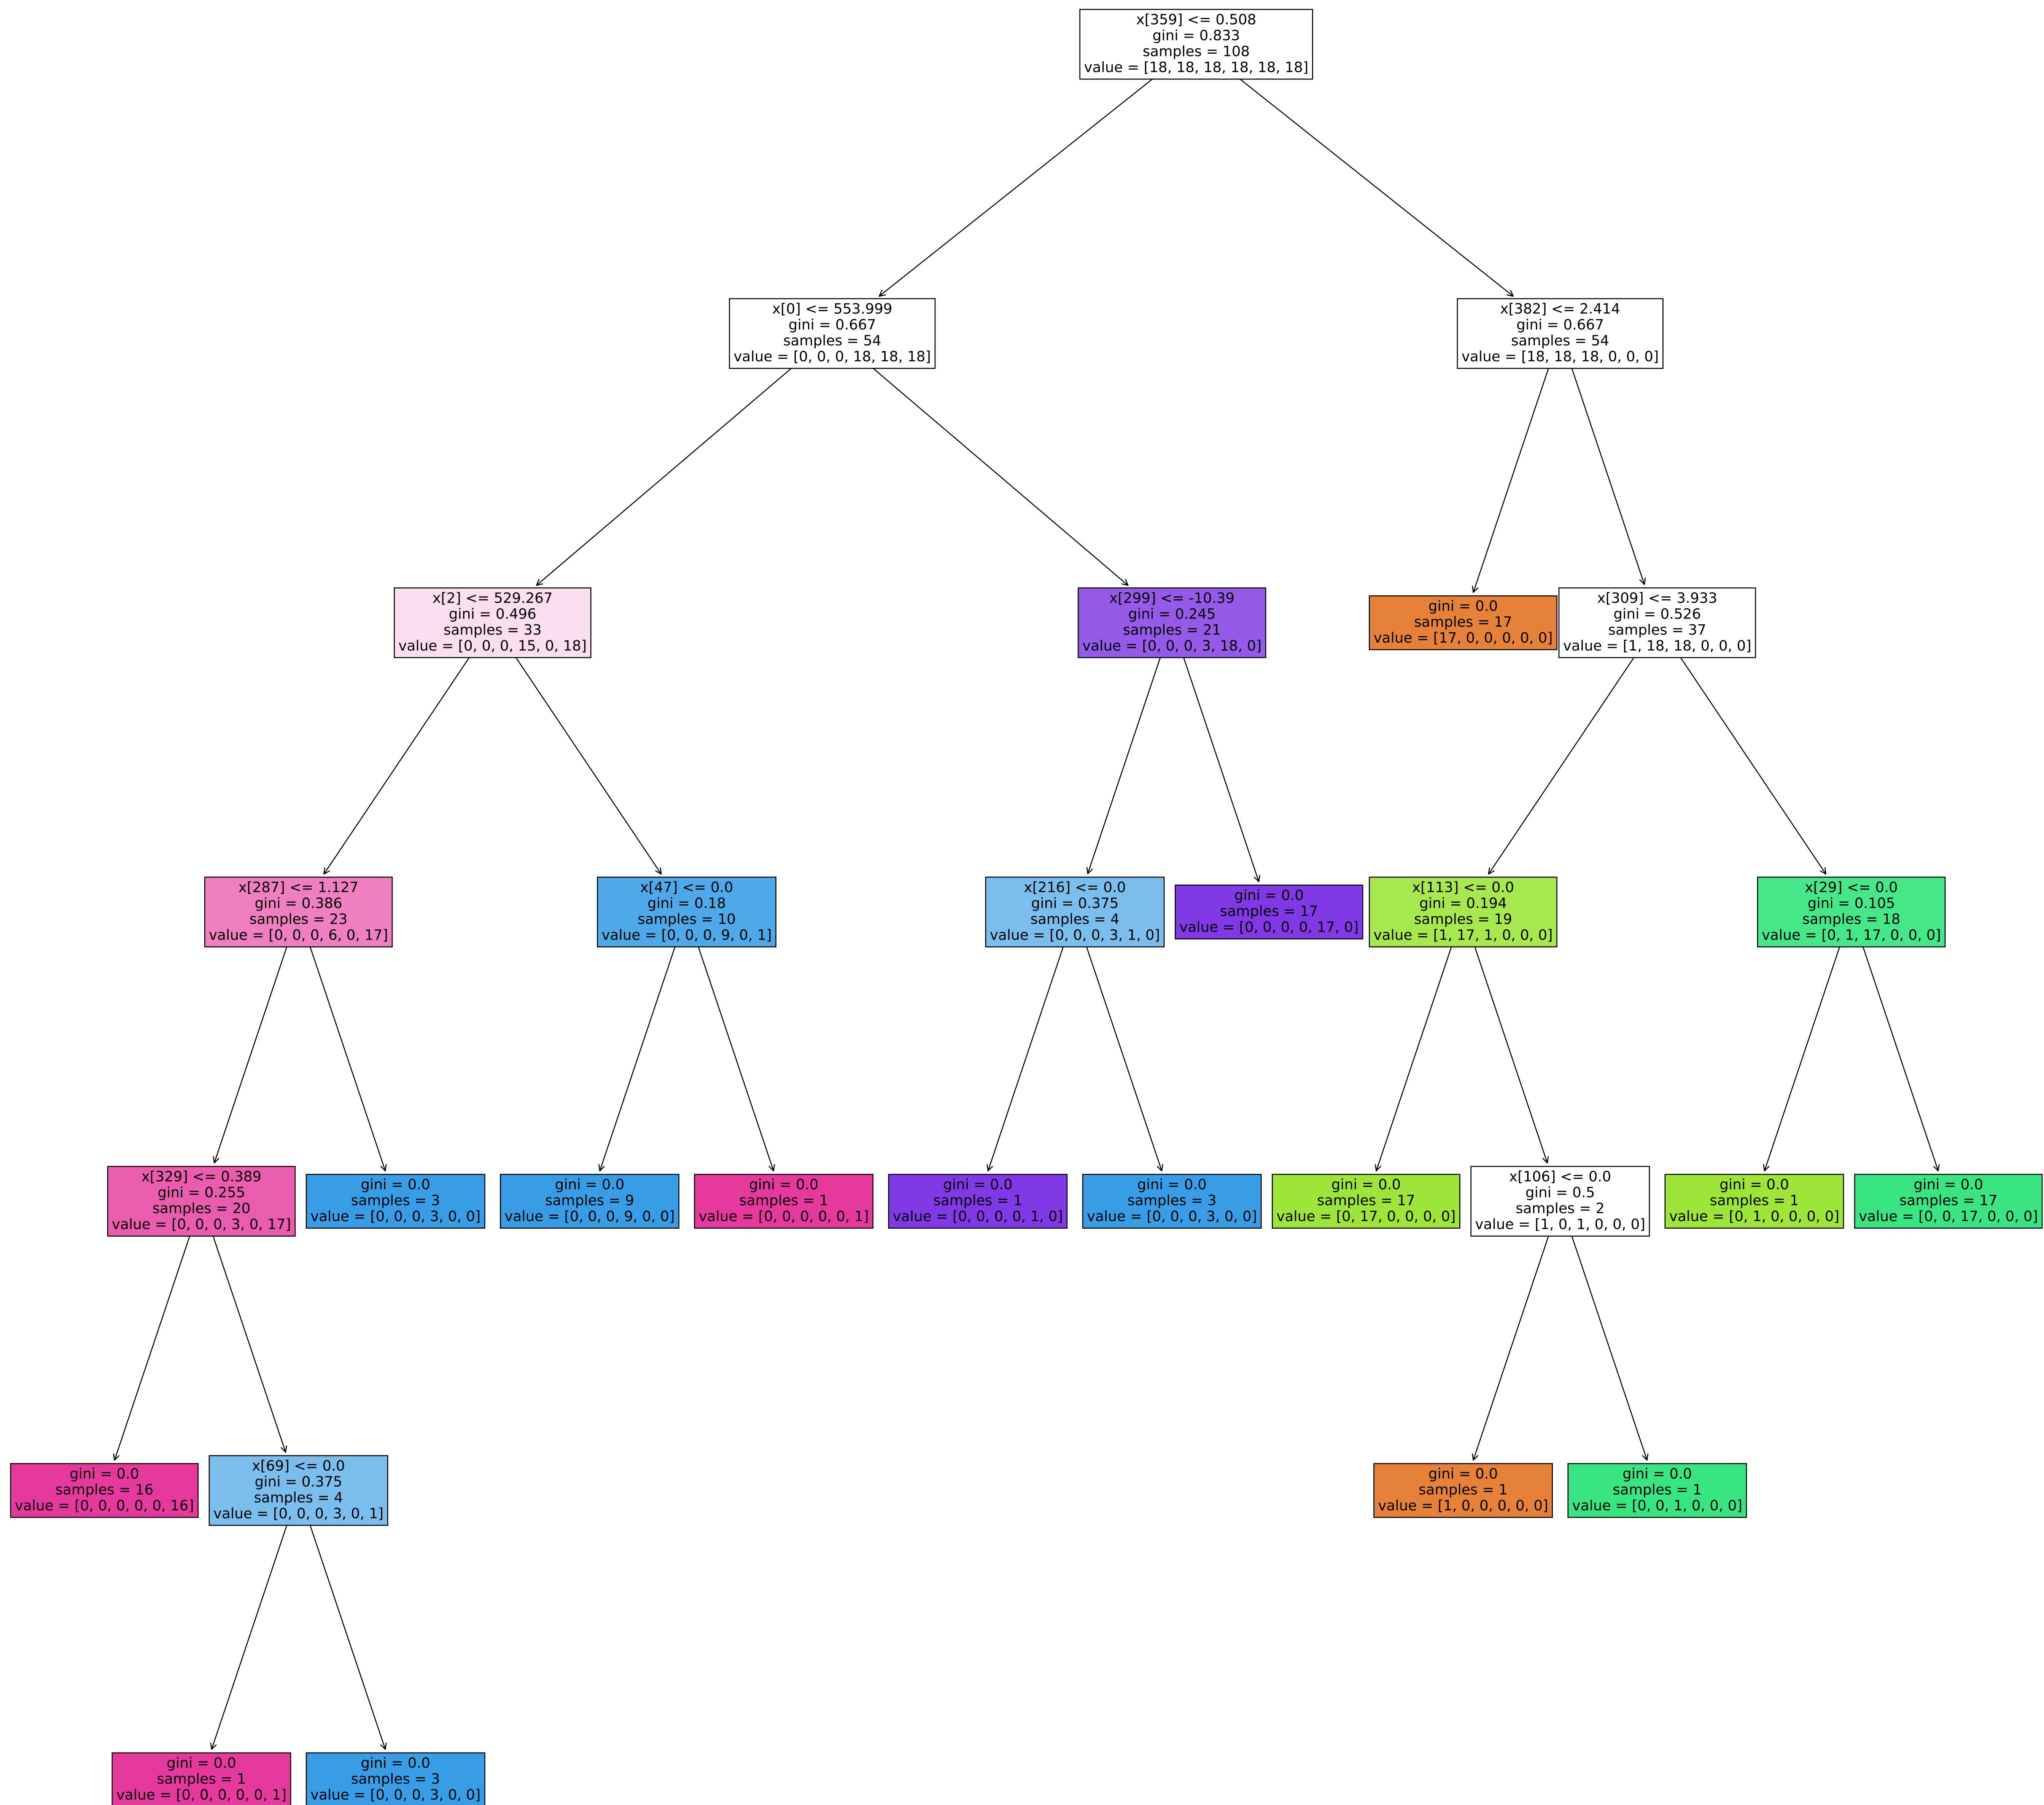 x[359] <= 0.508
gini = 0.833
samples = 108
value = [18, 18, 18, 18, 18, 18]
x[0] <= 553.999
gini = 0.667
samples = 54
value = [0, 0, 0, 18, 18, 18]
x[382] <= 2.414
gini = 0.667
samples = 54
value = [18, 18, 18, 0, 0, 0]
x[2] <= 529.267
gini = 0.496
samples = 33
value = [0, 0, 0, 15, 0, 18]
x[299] <= -10.39
gini = 0.245
samples = 21
value = [0, 0, 0, 3, 18, 0]
gini = 0.0
samples = 17
value = [17, 0, 0, 0, 0, 0]
x[309] <= 3.933
gini = 0.526
samples = 37
value = [1, 18, 18, 0, 0, 0]
x[287] <= 1.127
gini = 0.386
samples = 23
value = [0, 0, 0, 6, 0, 17]
x[47] <= 0.0
gini = 0.18
samples = 10
value = [0, 0, 0, 9, 0, 1]
x[216] <= 0.0
gini = 0.375
samples = 4
value = [0, 0, 0, 3, 1, 0]
gini = 0.0
samples = 17
value = [0, 0, 0, 0, 17, 0]
x[113] <= 0.0
gini = 0.194
samples = 19
value = [1, 17, 1, 0, 0, 0]
x[29] <= 0.0
gini = 0.105
samples = 18
value = [0, 1, 17, 0, 0, 0]
x[329] <= 0.389
gini = 0.255
samples = 20
value = [0, 0, 0, 3, 0, 17]
gini = 0.0
samples = 3
value = [0, 0, 0, 3, 0, 0]
gini = 0.0
samples = 9
value = [0, 0, 0, 9, 0, 0]
gini = 0.0
samples = 1
value = [0, 0, 0, 0, 0, 1]
gini = 0.0
samples = 1
value = [0, 0, 0, 0, 1, 0]
gini = 0.0
samples = 3
value = [0, 0, 0, 3, 0, 0]
gini = 0.0
samples = 17
value = [0, 17, 0, 0, 0, 0]
x[106] <= 0.0
gini = 0.5
samples = 2
value = [1, 0, 1, 0, 0, 0]
gini = 0.0
samples = 1
value = [0, 1, 0, 0, 0, 0]
gini = 0.0
samples = 17
value = [0, 0, 17, 0, 0, 0]
gini = 0.0
samples = 16
value = [0, 0, 0, 0, 0, 16]
x[69] <= 0.0
gini = 0.375
samples = 4
value = [0, 0, 0, 3, 0, 1]
gini = 0.0
samples = 1
value = [1, 0, 0, 0, 0, 0]
gini = 0.0
samples = 1
value = [0, 0, 1, 0, 0, 0]
gini = 0.0
samples = 1
value = [0, 0, 0, 0, 0, 1]
gini = 0.0
samples = 3
value = [0, 0, 0, 3, 0, 0]